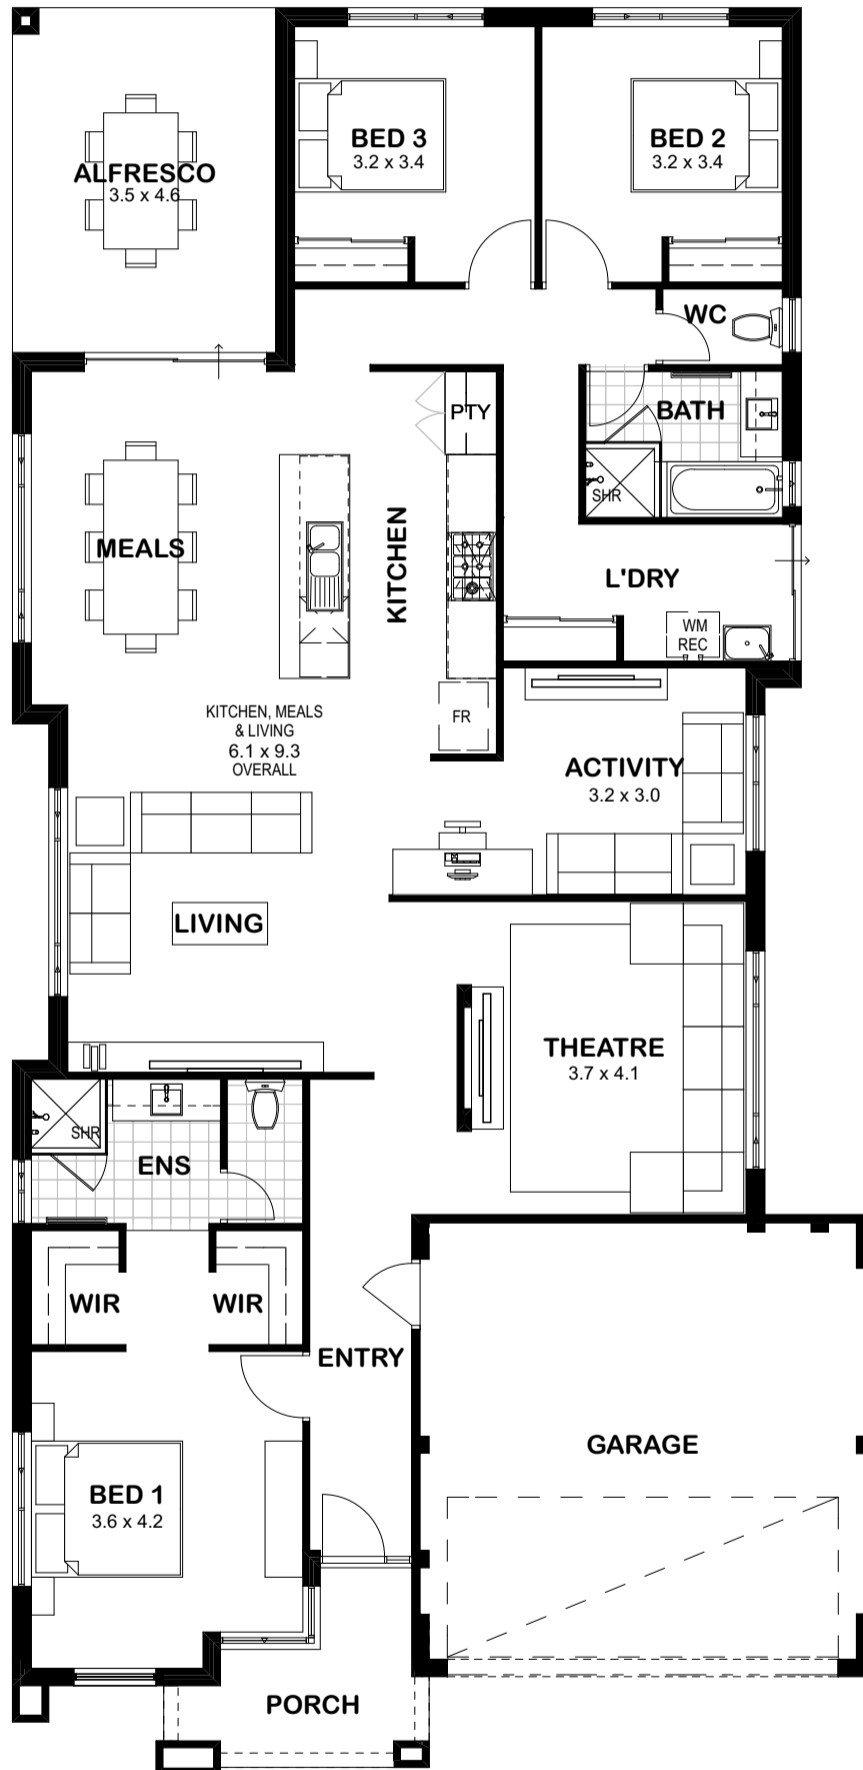 BED 3
3.2 x 3.4
BED 2
3.2 x 3.4
ALFRESCO
3.5 x 4.6
WC
PTY
BATH
SHR
MEALS
KITCHEN
L'DRY
WM
REC
KITCHEN, MEALS
& LIVING
6.1 x 9.3
OVERALL
FR
ACTIVITY
3.2 x 3.0
LIVING
THEATRE
3.7 x 4.1
SHR
ENS
WIR
WIR
ENTRY
GARAGE
BED 1
3.6 x 4.2
PORCH